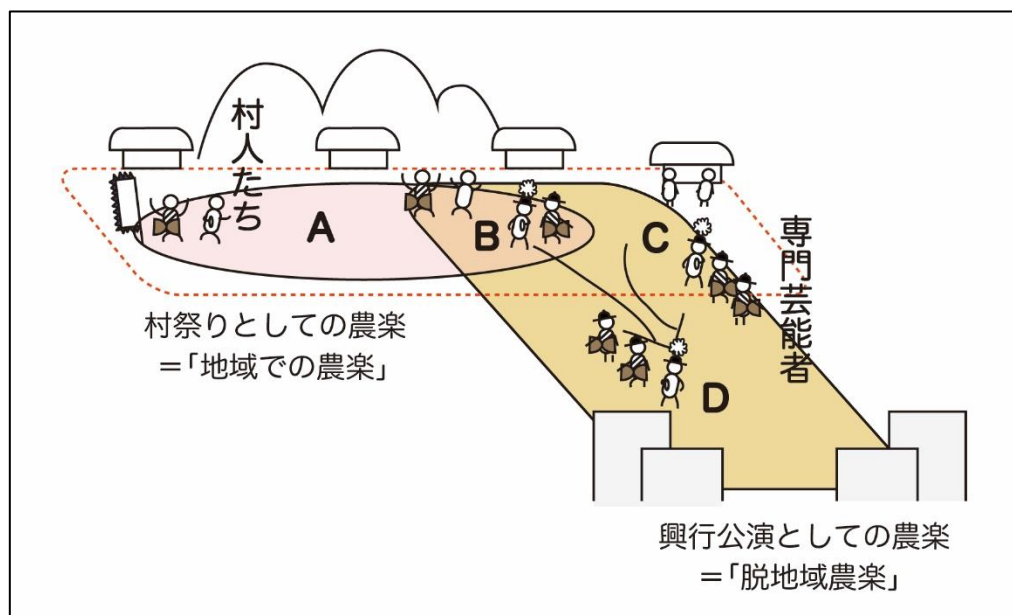 村人たち
A
B
C
D
専門芸能者
村祭りとしての農楽
＝「地域での農楽」
興行公演としての農楽
＝「脱地域農楽」